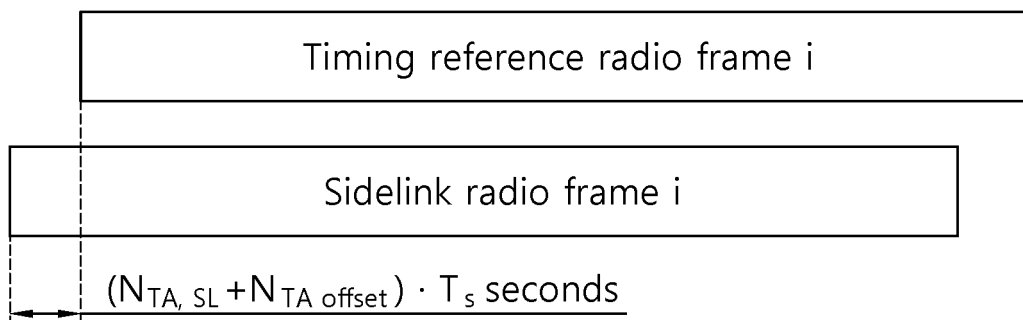 Timing reference radio frame i
Sidelink radio frame i
(N_TA, SL + N_TA offset) · T_s seconds